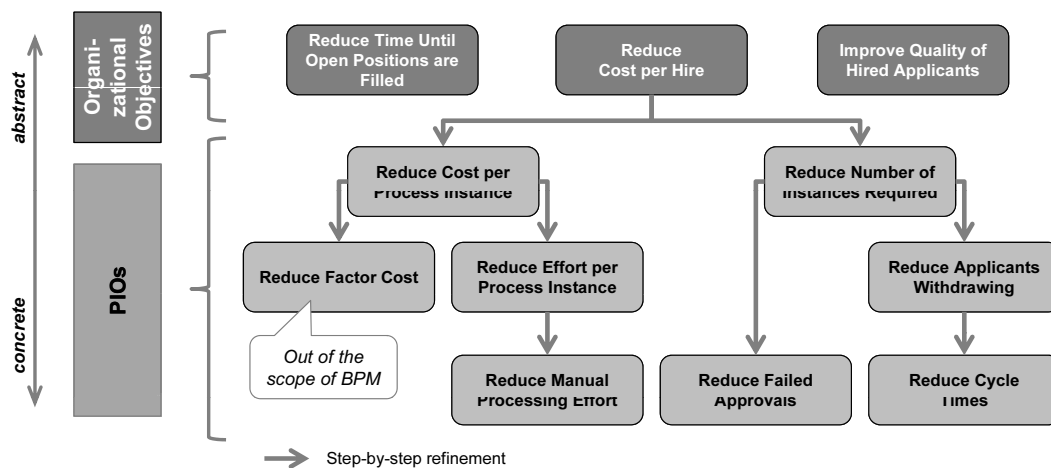 abstract
concrete
Organi-
zational
Objectives
PIOs
Reduce Time Until
Open Positions are
Filled
Reduce
Cost per Hire
Improve Quality of
Hired Applicants
Reduce Cost per
Process Instance
Reduce Number of
Instances Required
Reduce Factor Cost
Reduce Effort per
Process Instance
Reduce Applicants
Withdrawing
Out of the
scope of BPM
Reduce Manual
Processing Effort
Reduce Failed
Approvals
Reduce Cycle
Times
Step-by-step refinement